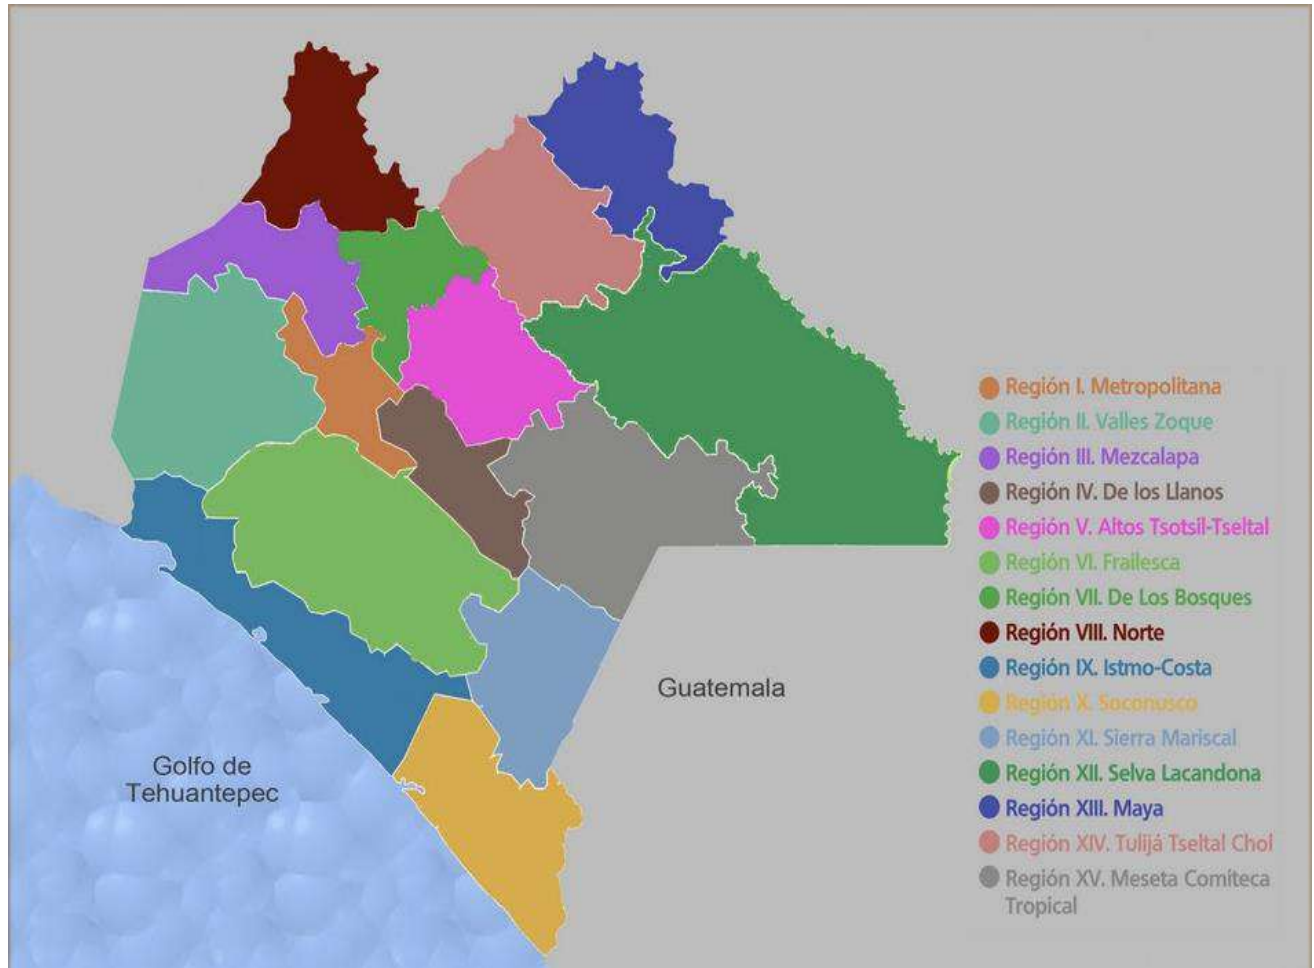 Región I. Metropolitana
Región II. Valles Zoque
Región III. Mezcalapa
Región IV. De los Llanos
Región V. Altos Tsotsil-Tseltal
Región VI. Frailesca
Región VII. De Los Bosques
Región VIII. Norte
Región IX. Istmo-Costa
Región X. Soconusco
Región XI. Sierra Mariscal
Región XII. Selva Lacandona
Región XIII. Maya
Región XIV. Tulijá Tseltal Chol
Región XV. Meseta Comiteca
Tropical
Guatemala
Golfo de
Tehuantepec